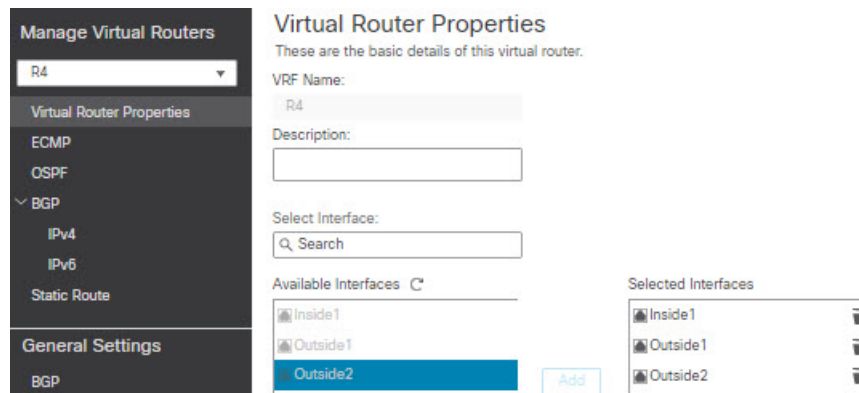 Manage Virtual Routers
R4
Virtual Router Properties
ECMP
OSPF
BGP
IPv4
IPv6
Static Route
General Settings
BGP
Virtual Router Properties
These are the basic details of this virtual router.
VRF Name:
R4
Description:
Select Interface:
Search
Available Interfaces
Inside1
Outside1
Outside2
Add
Selected Interfaces
Inside1
Outside1
Outside2